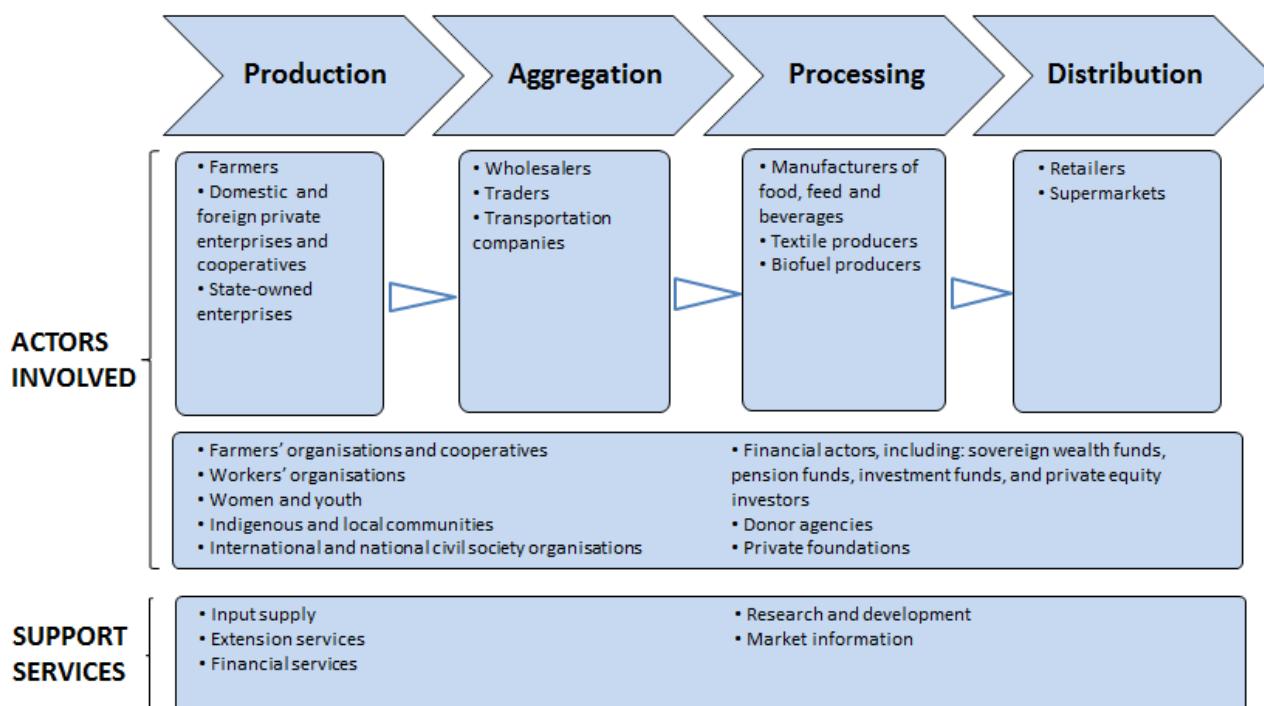 Production
Aggregation
Processing
Distribution
ACTORS
INVOLVED
• Farmers
• Domestic and
foreign private
enterprises and
cooperatives
• State-owned
enterprises
• Wholesalers
• Traders
• Transportation
companies
• Manufacturers of
food, feed and
beverages
• Textile producers
• Biofuel producers
• Retailers
• Supermarkets
• Farmers' organisations and cooperatives
• Workers' organisations
• Women and youth
• Indigenous and local communities
• International and national civil society organisations
• Financial actors, including: sovereign wealth funds,
pension funds, investment funds, and private equity
investors
• Donor agencies
• Private foundations
SUPPORT
SERVICES
• Input supply
• Extension services
• Financial services
• Research and development
• Market information